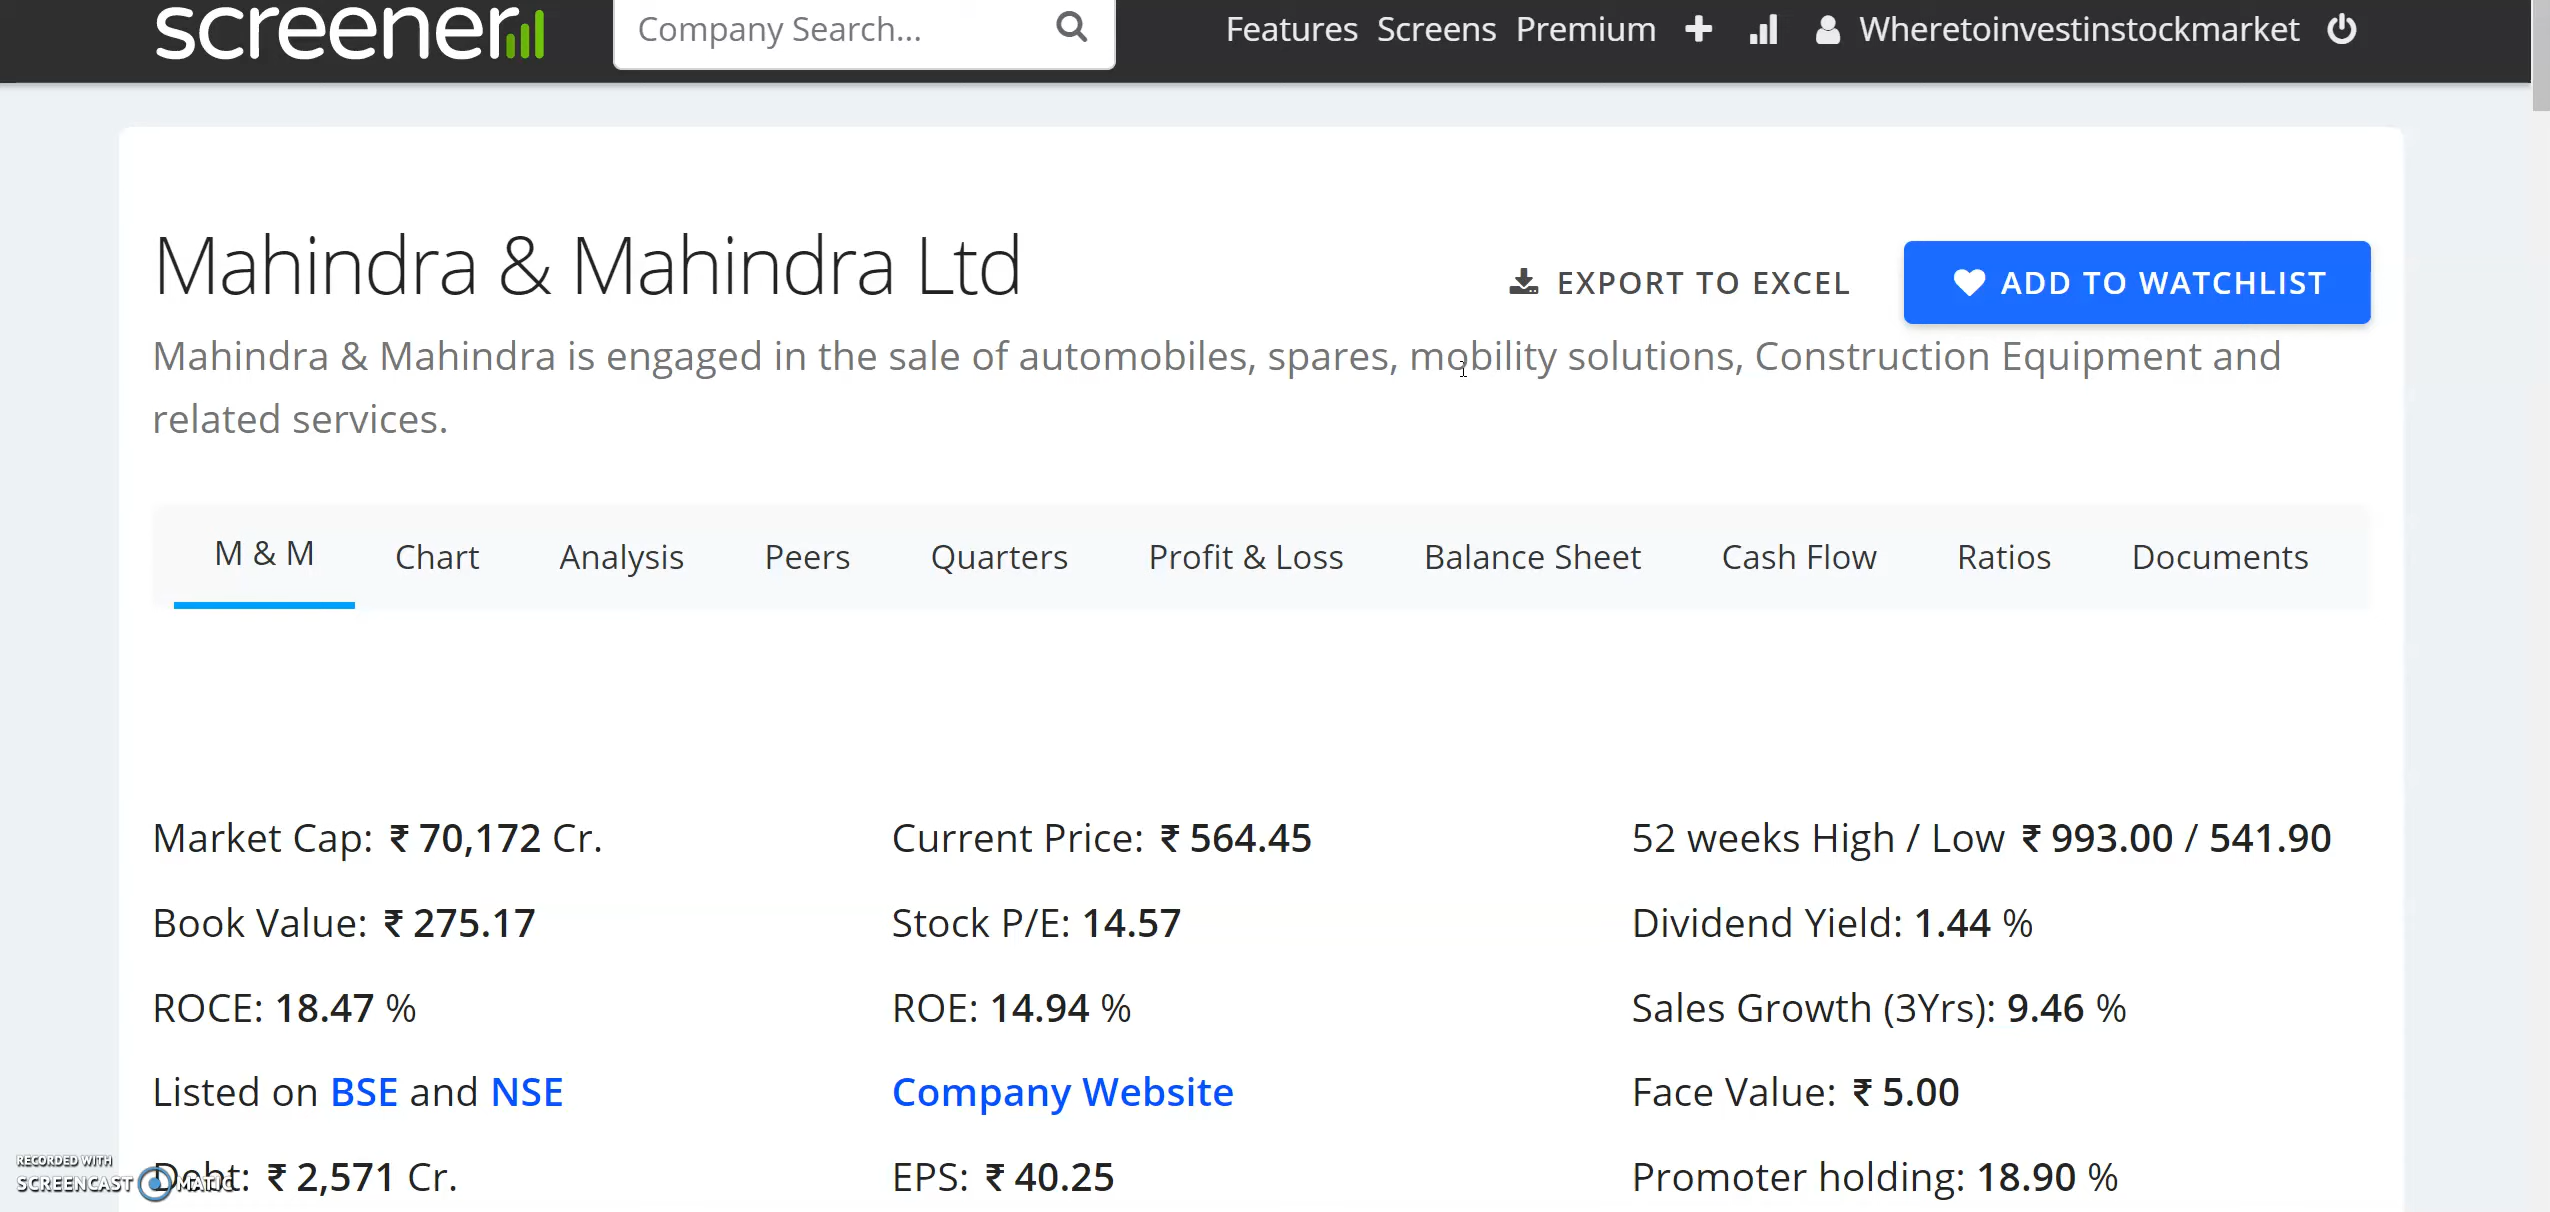 screener
Company Search...
Features Screens Premium Wheretoinvestinstockmarket
Mahindra & Mahindra Ltd
EXPORT TO EXCEL
ADD TO WATCHLIST
Mahindra & Mahindra is engaged in the sale of automobiles, spares, mobility solutions, Construction Equipment and
related services.
M & M Chart Analysis Peers Quarters Profit & Loss Balance Sheet Cash Flow Ratios Documents
Market Cap: ₹ 70,172 Cr.
Current Price: ₹ 564.45
52 weeks High / Low ₹ 993.00 / 541.90
Book Value: ₹ 275.17
Stock P/E: 14.57
Dividend Yield: 1.44 %
ROCE: 18.47 %
ROE: 14.94 %
Sales Growth (3Yrs): 9.46 %
Listed on BSE and NSE
Company Website
Face Value: ₹ 5.00
Debt: ₹ 2,571 Cr.
EPS: ₹ 40.25
Promoter holding: 18.90 %
RECORDED WITH
SCREENCAST MATIC